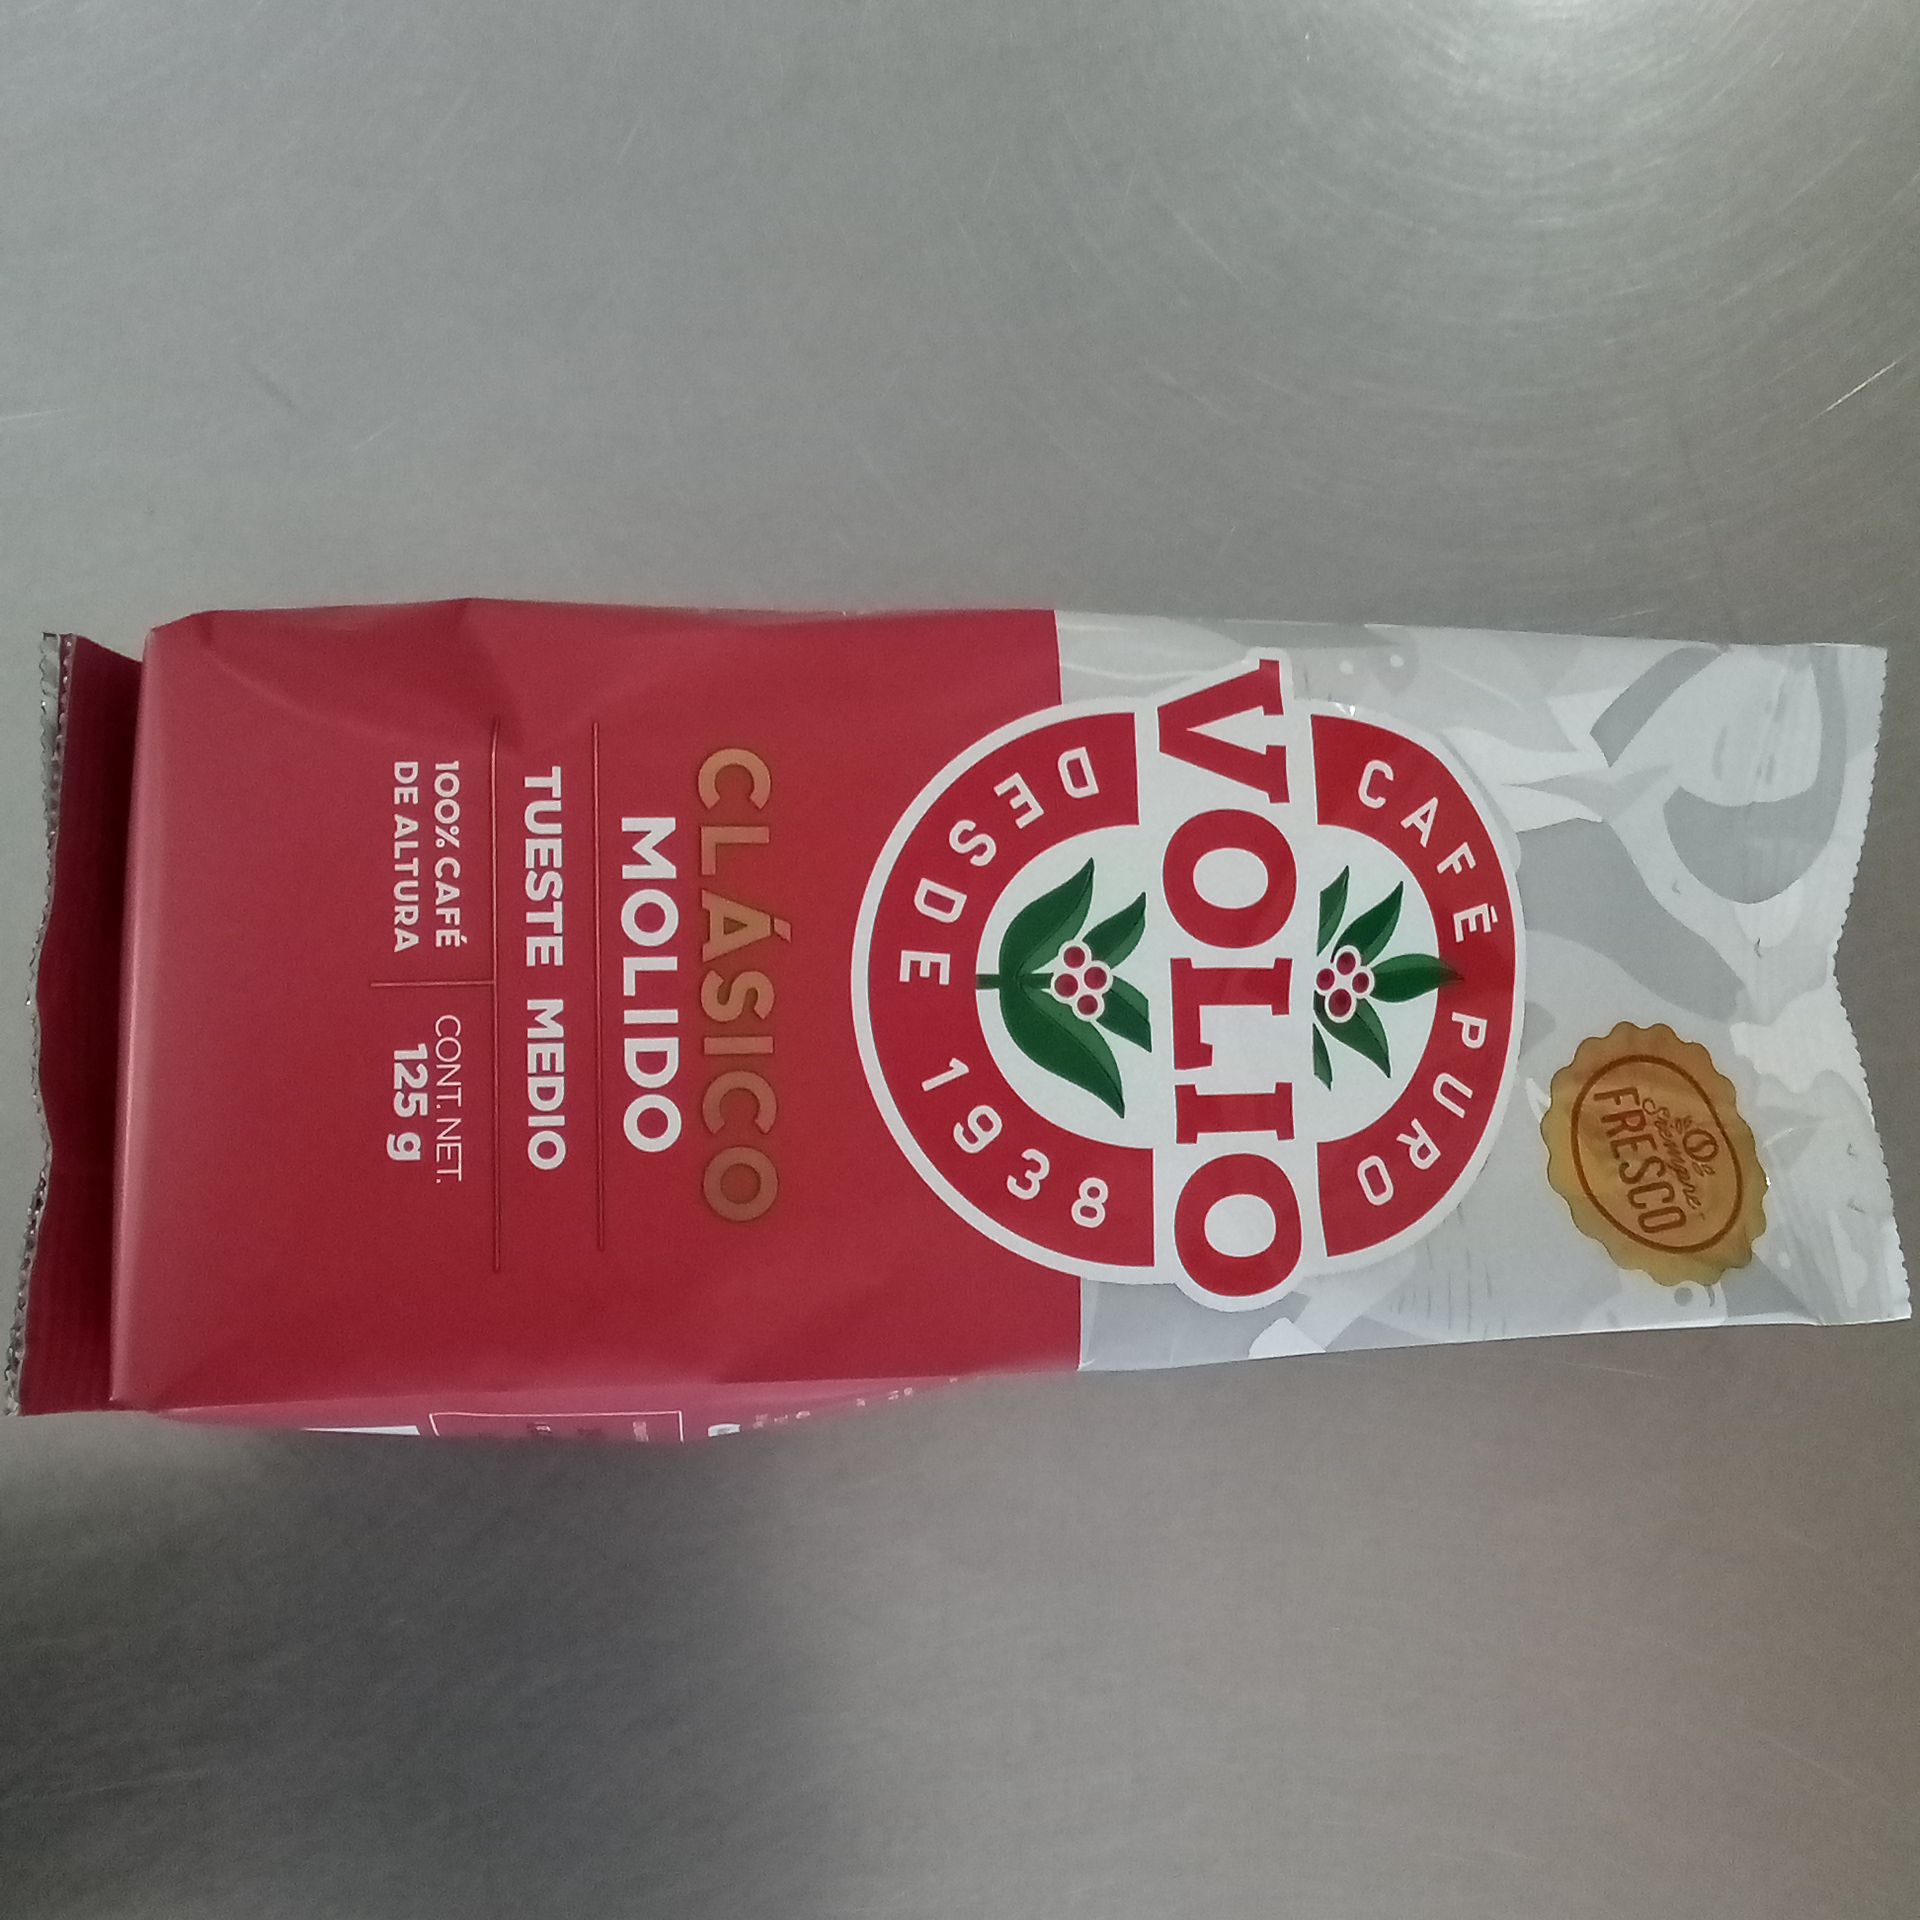 Siempre
FRESCO
CAFÉ PURO
VOLIO
DESDE 1938
CLÁSICO
MOLIDO
TUESTE MEDIO
100% CAFÉ
DE ALTURA
CONT. NET.
125 g